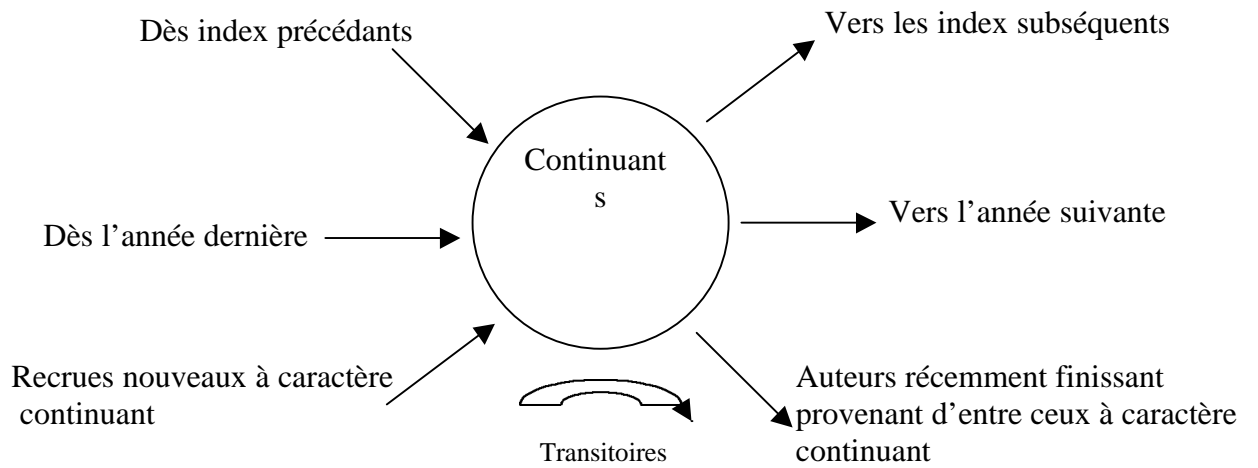 Dès index précédants
Vers les index subséquents
Continuant
s
Dès l’année dernière
Vers l’année suivante
Recrues nouveaux à caractère
continuant
Auteurs récemment finissant
provenant d’entre ceux à caractère
continuant
Transitoires